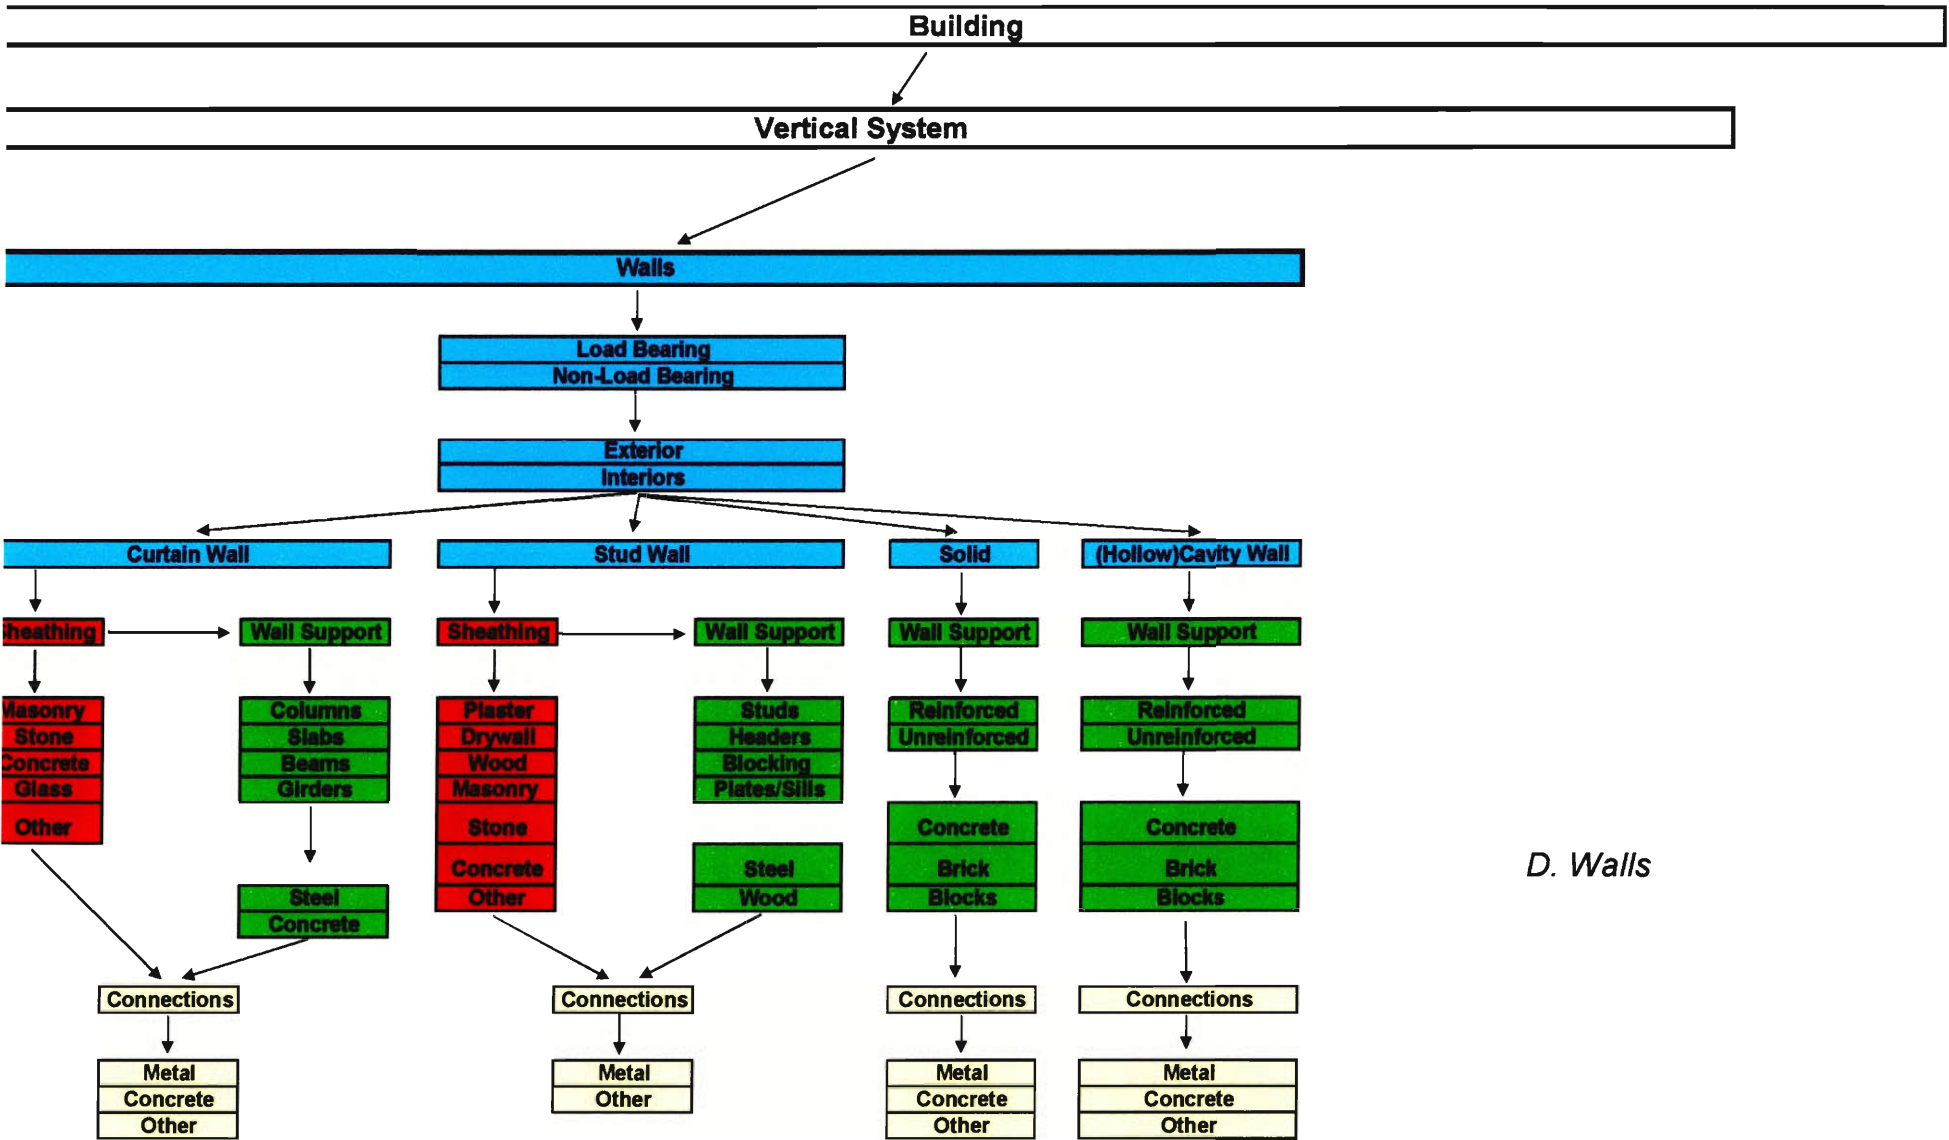 Building
Vertical System
Walls
Load Bearing
Non-Load Bearing
Exterior
Interiors
Curtain Wall
Stud Wall
Solid
(Hollow)Cavity Wall
Sheathing
Wall Support
Sheathing
Wall Support
Wall Support
Wall Support
Masonry
Stone
Concrete
Glass
Other
Columns
Slabs
Beams
Girders
Steel
Concrete
Plaster
Drywall
Wood
Masonry
Stone
Concrete
Other
Studs
Headers
Blocking
Plates/Sills
Steel
Wood
Reinforced
Unreinforced
Concrete
Brick
Blocks
Reinforced
Unreinforced
Concrete
Brick
Blocks
D. Walls
Connections
Connections
Connections
Connections
Metal
Concrete
Other
Metal
Other
Metal
Concrete
Other
Metal
Concrete
Other